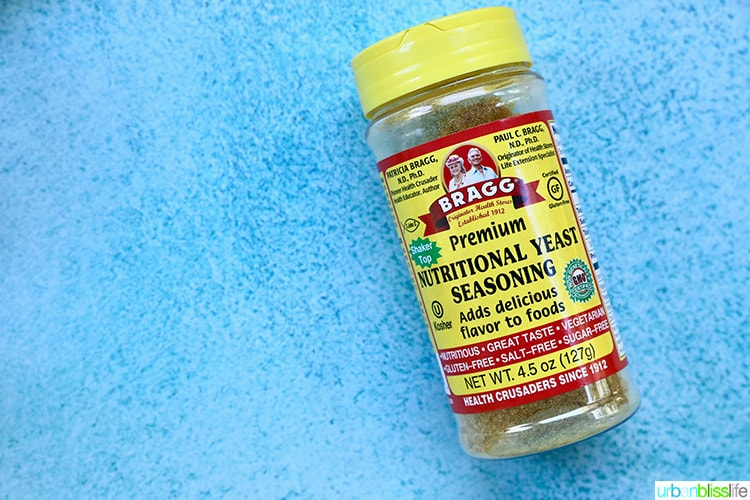 PATRICIA BRAGG,
N.D., Ph.D.
Pioneer Health Crusader
Health Educator, Author
PAUL C. BRAGG,
N.D., Ph.D.
Originator of Health Stores
Life Extension Specialist
BRAGG
Originator Health Stores
Established 1912
Certified
GF
Gluten-Free
Shaker
Top
Premium
NUTRITIONAL YEAST
SEASONING
U
Kosher
GMO
Adds delicious
flavor to foods
•NUTRITIOUS • GREAT TASTE • VEGETARIAN
•GLUTEN-FREE • SALT-FREE • SUGAR-FREE
NET WT. 4.5 oz (127g)
HEALTH CRUSADERS SINCE 1912
urbanblisslife